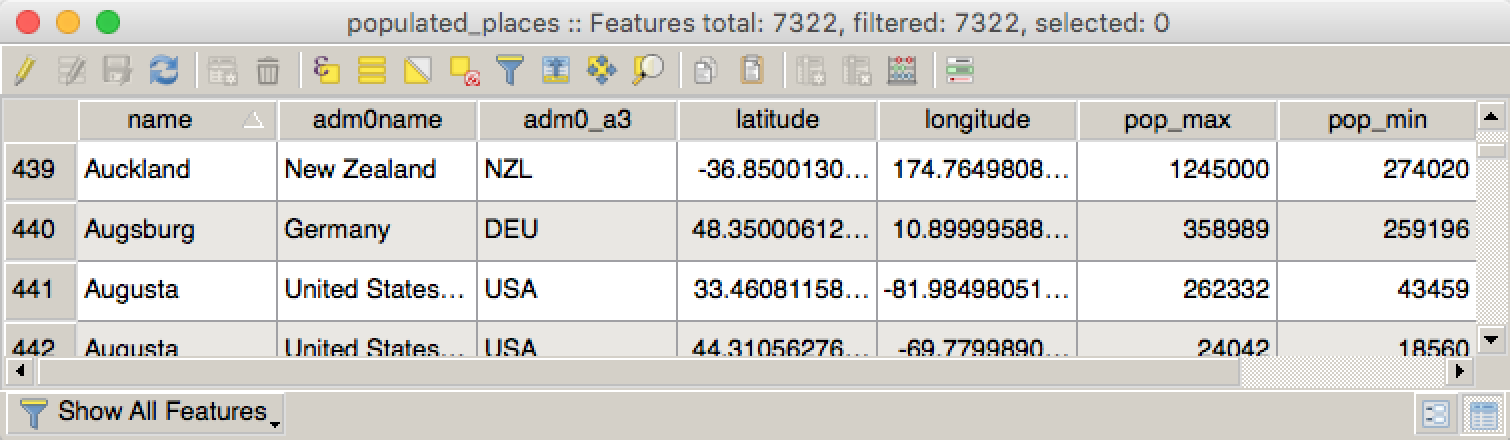 populated_places :: Features total: 7322, filtered: 7322, selected: 0
name adm0name adm0_a3 latitude longitude pop_max pop_min
439 Auckland New Zealand NZL -36.8500130... 174.7649808... 1245000 274020
440 Augsburg Germany DEU 48.35000612... 10.89999588... 358989 259196
441 Augusta United States... USA 33.46081158... -81.98498051... 262332 43459
442 Augusta United States... USA 44.31056276... -69.7799890... 24042 18560
Show All Features